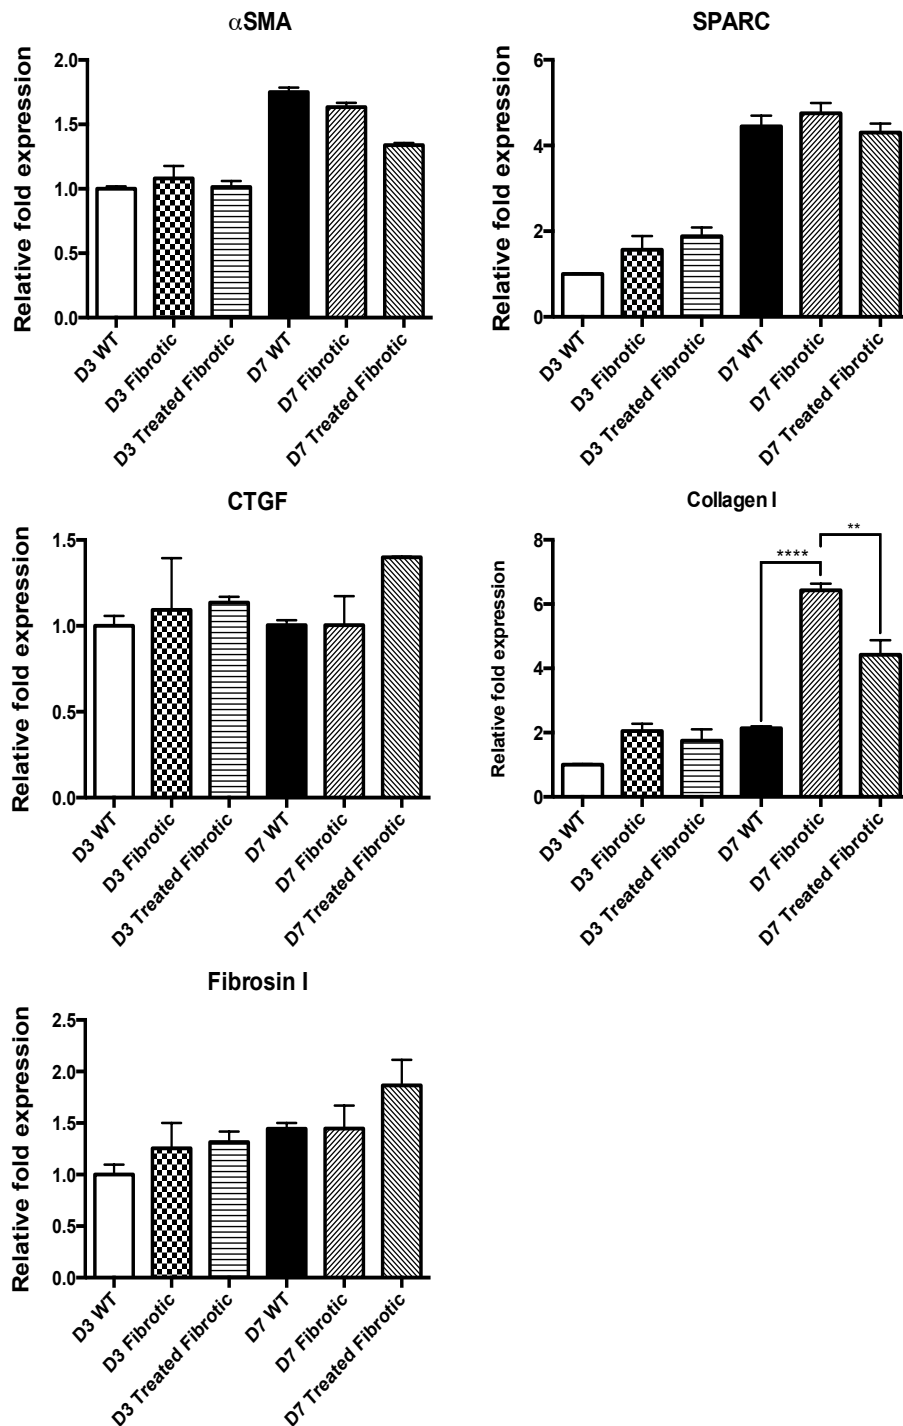 αSMA
Relative fold expression
2.0
1.5
1.0
0.5
0.0
D3 WT
D3 Fibrotic
D3 Treated Fibrotic
D7 WT
D7 Fibrotic
D7 Treated Fibrotic
SPARC
Relative fold expression
6
4
2
0
D3 WT
D3 Fibrotic
D3 Treated Fibrotic
D7 WT
D7 Fibrotic
D7 Treated Fibrotic
CTGF
Relative fold expression
1.5
1.0
0.5
0.0
D3 WT
D3 Fibrotic
D3 Treated Fibrotic
D7 WT
D7 Fibrotic
D7 Treated Fibrotic
Collagen I
Relative fold expression
8
6
4
2
0
****
**
D3 WT
D3 Fibrotic
D3 Treated Fibrotic
D7 WT
D7 Fibrotic
D7 Treated Fibrotic
Fibrosin I
Relative fold expression
2.5
2.0
1.5
1.0
0.5
0.0
D3 WT
D3 Fibrotic
D3 Treated Fibrotic
D7 WT
D7 Fibrotic
D7 Treated Fibrotic